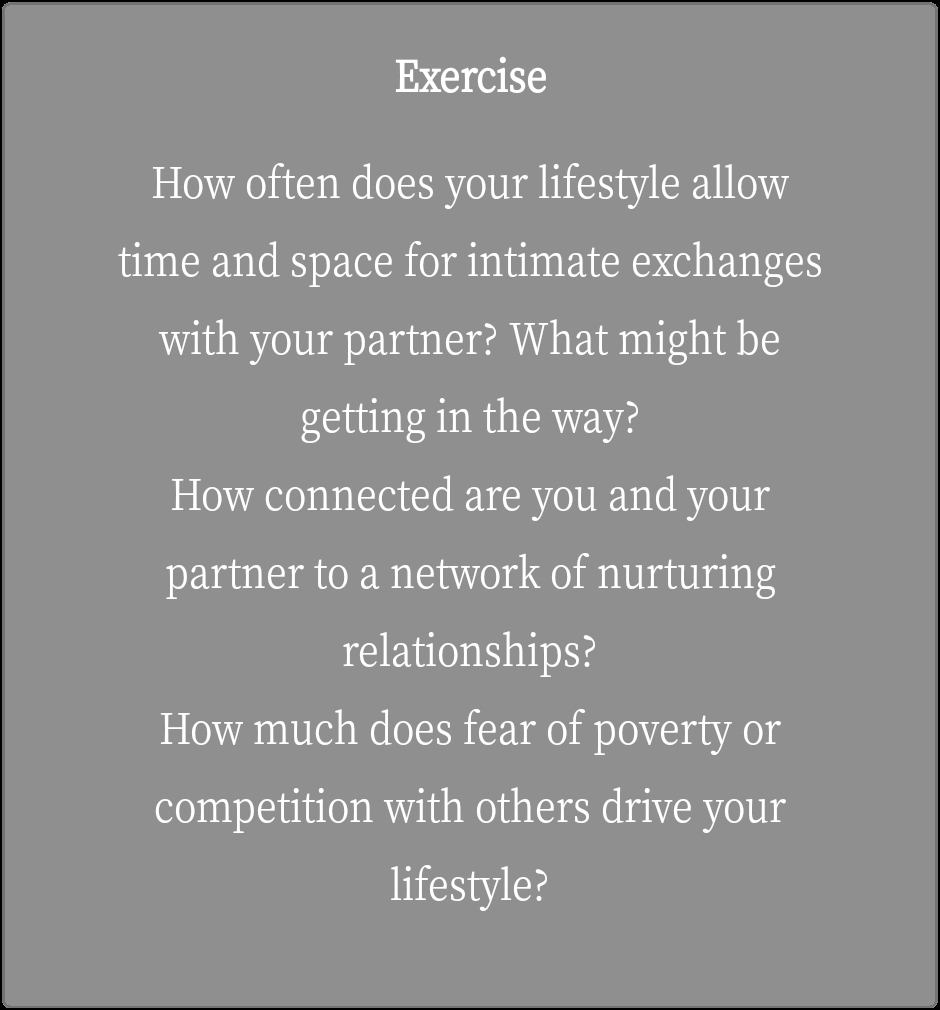 Exercise
How often does your lifestyle allow
time and space for intimate exchanges
with your partner? What might be
getting in the way?
How connected are you and your
partner to a network of nurturing
relationships?
How much does fear of poverty or
competition with others drive your
lifestyle?